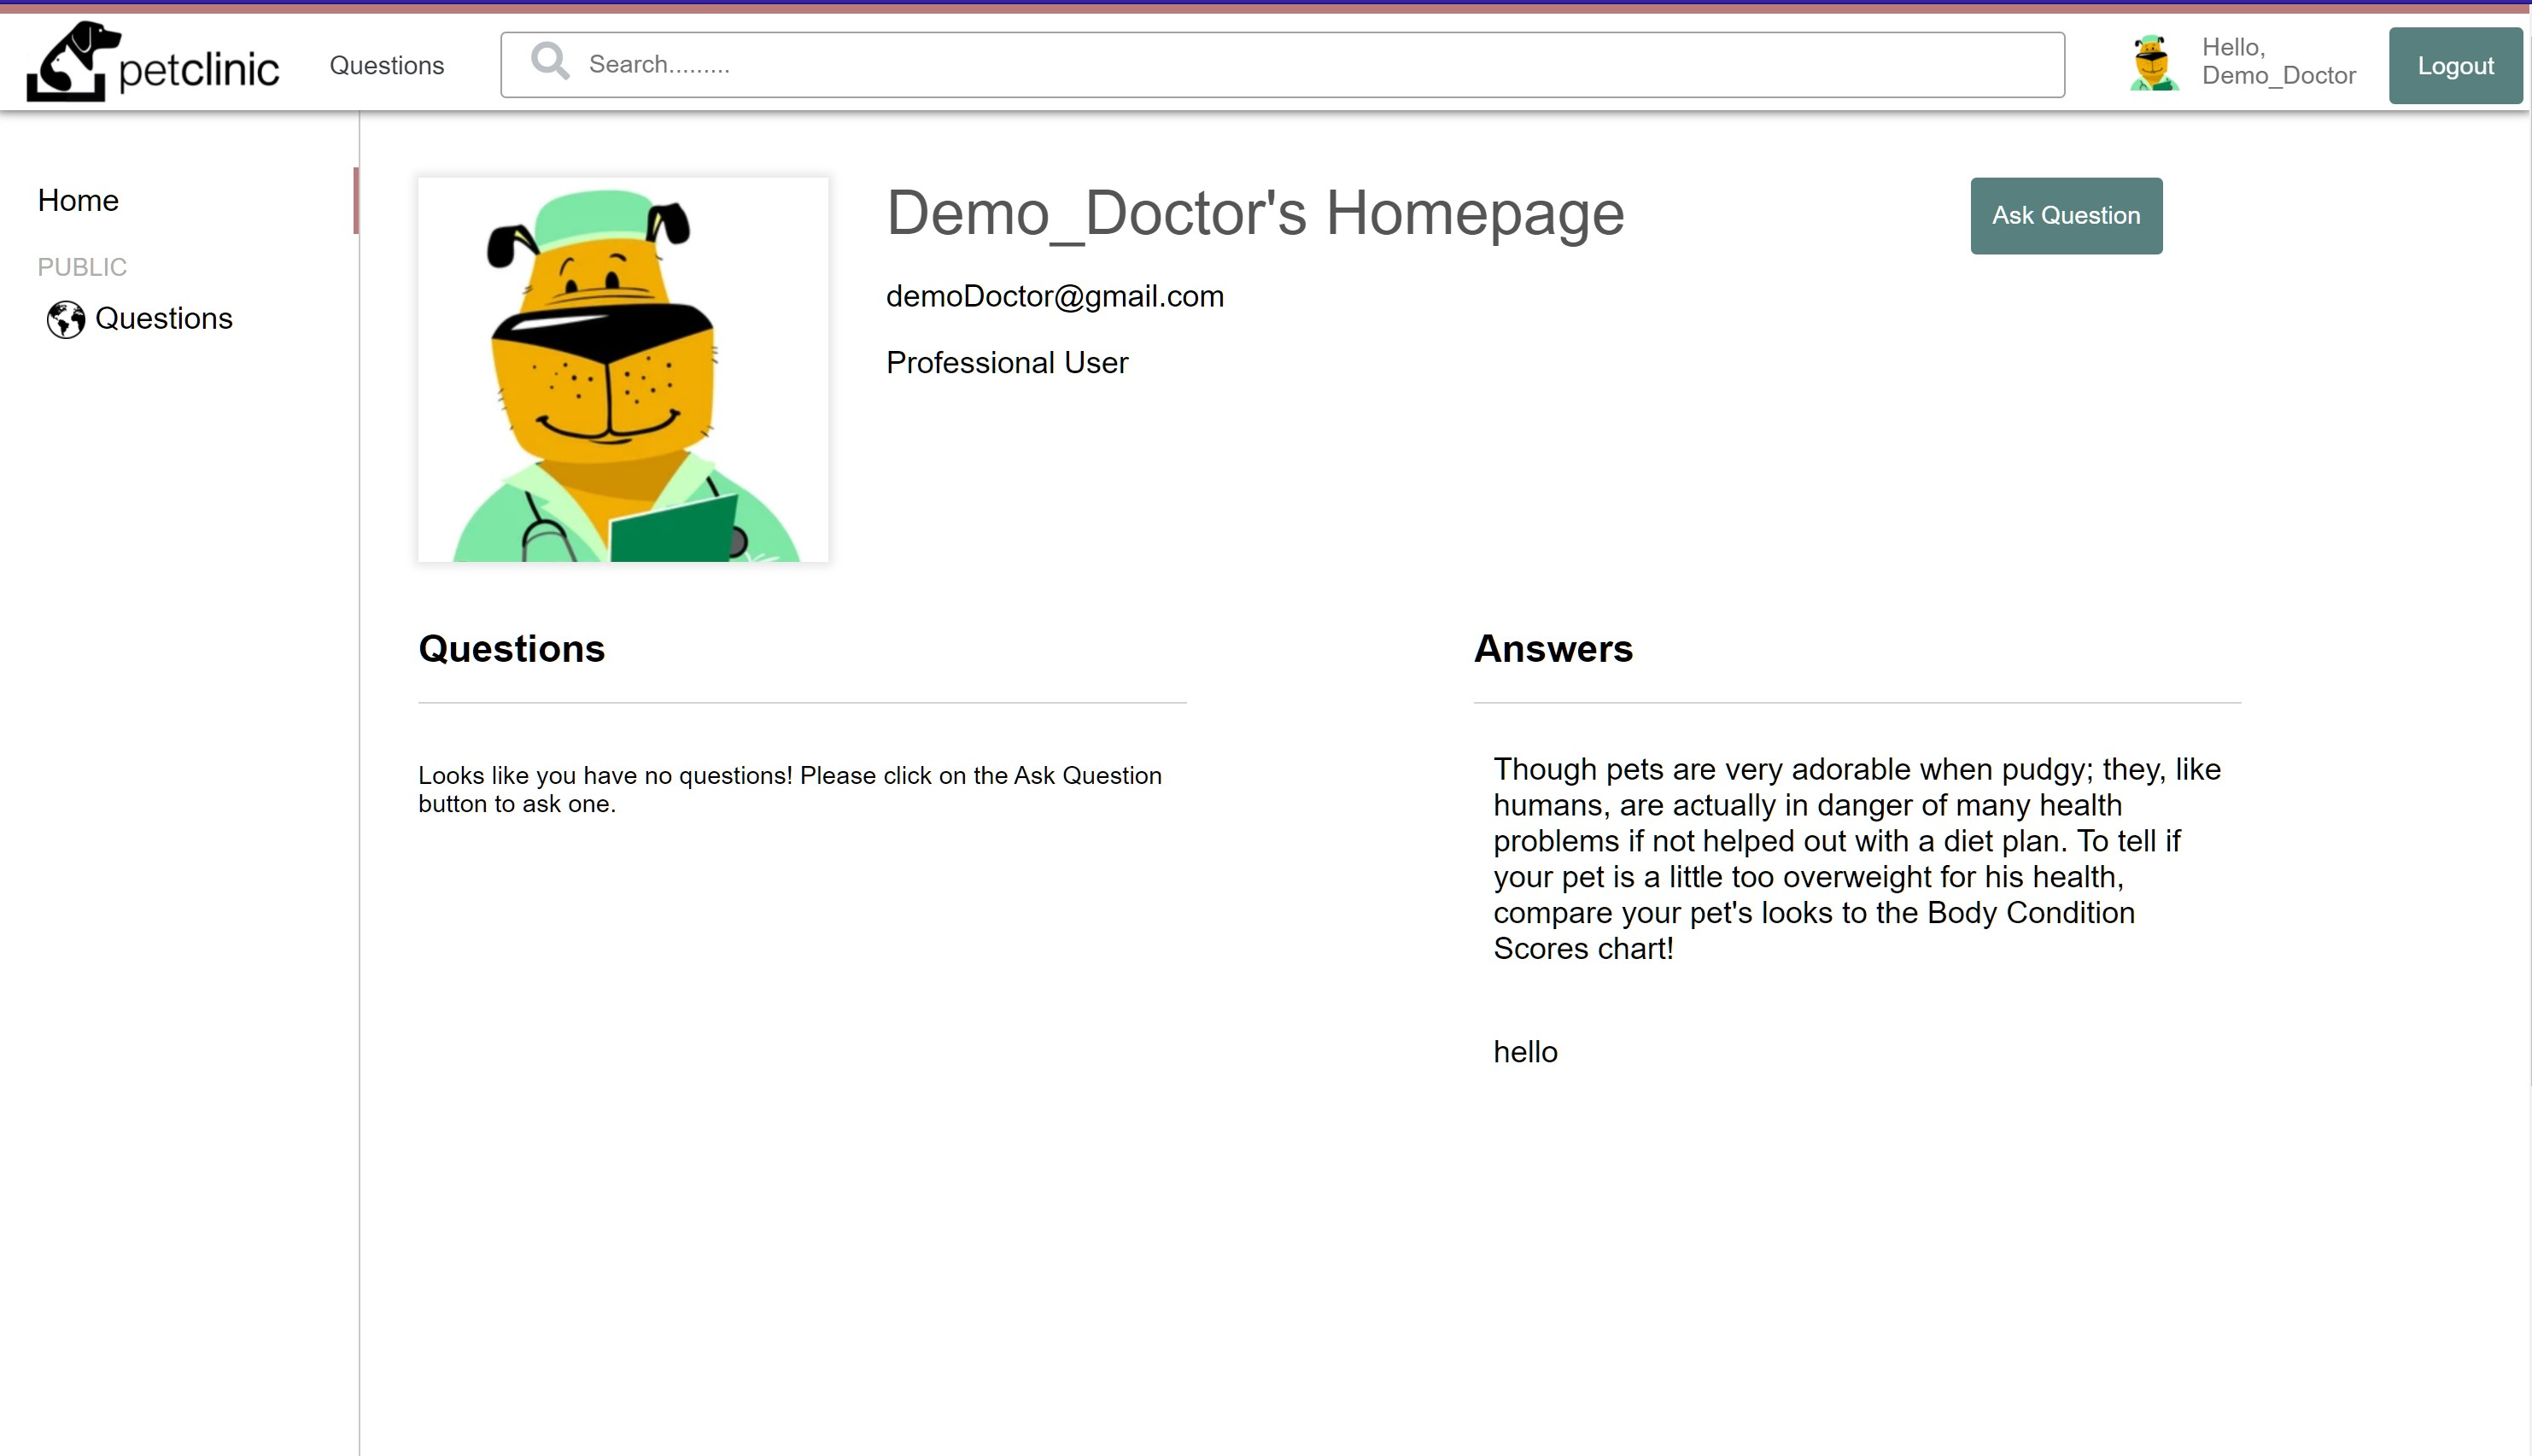 petclinic
Questions
Search.........
Hello,
Demo_Doctor
Logout
Home
PUBLIC
Questions
Demo_Doctor's Homepage
Ask Question
demoDoctor@gmail.com
Professional User
Questions
Looks like you have no questions! Please click on the Ask Question
button to ask one.
Answers
Though pets are very adorable when pudgy; they, like
humans, are actually in danger of many health
problems if not helped out with a diet plan. To tell if
your pet is a little too overweight for his health,
compare your pet's looks to the Body Condition
Scores chart!
hello